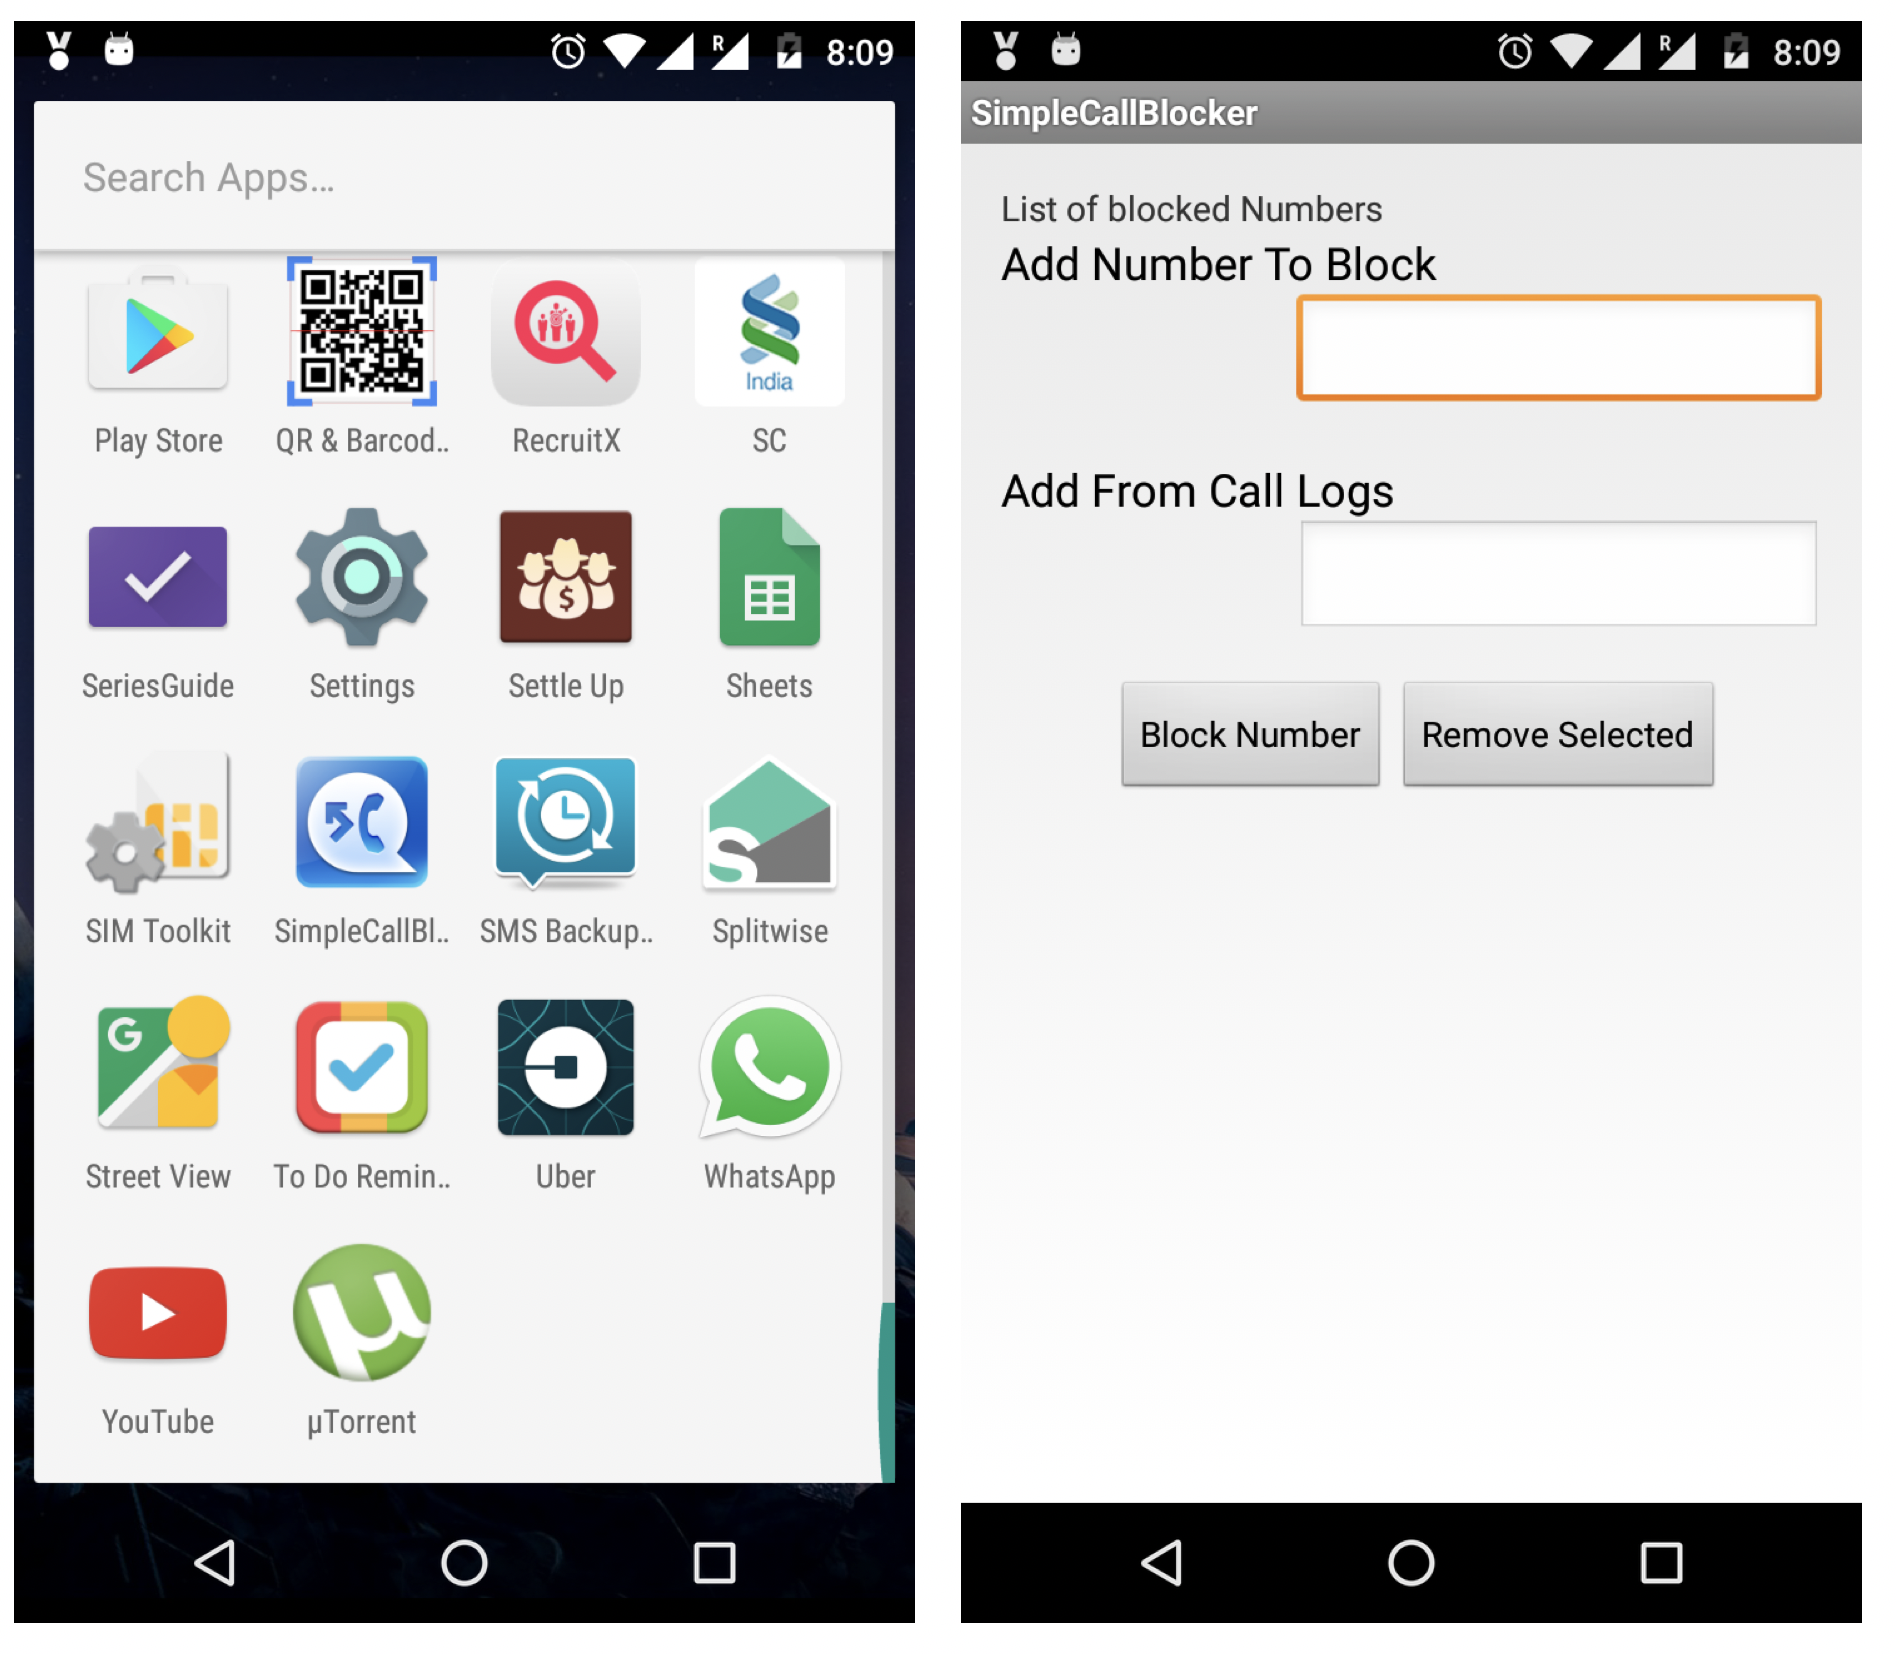 8:09
Search Apps...
India
Play Store
QR & Barcod..
RecruitX
SC
SeriesGuide
Settings
Settle Up
Sheets
SIM Toolkit
SimpleCallBl..
SMS Backup..
Splitwise
G
Street View
To Do Remin..
Uber
WhatsApp
YouTube
µTorrent
R
8:09
SimpleCallBlocker
List of blocked Numbers
Add Number To Block
Add From Call Logs
Block Number
Remove Selected